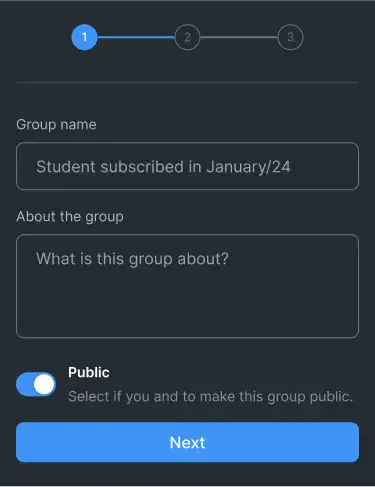 1 2 3
Group name
Student subscribed in January/24
About the group
What is this group about?
Public
Select if you and to make this group public.
Next